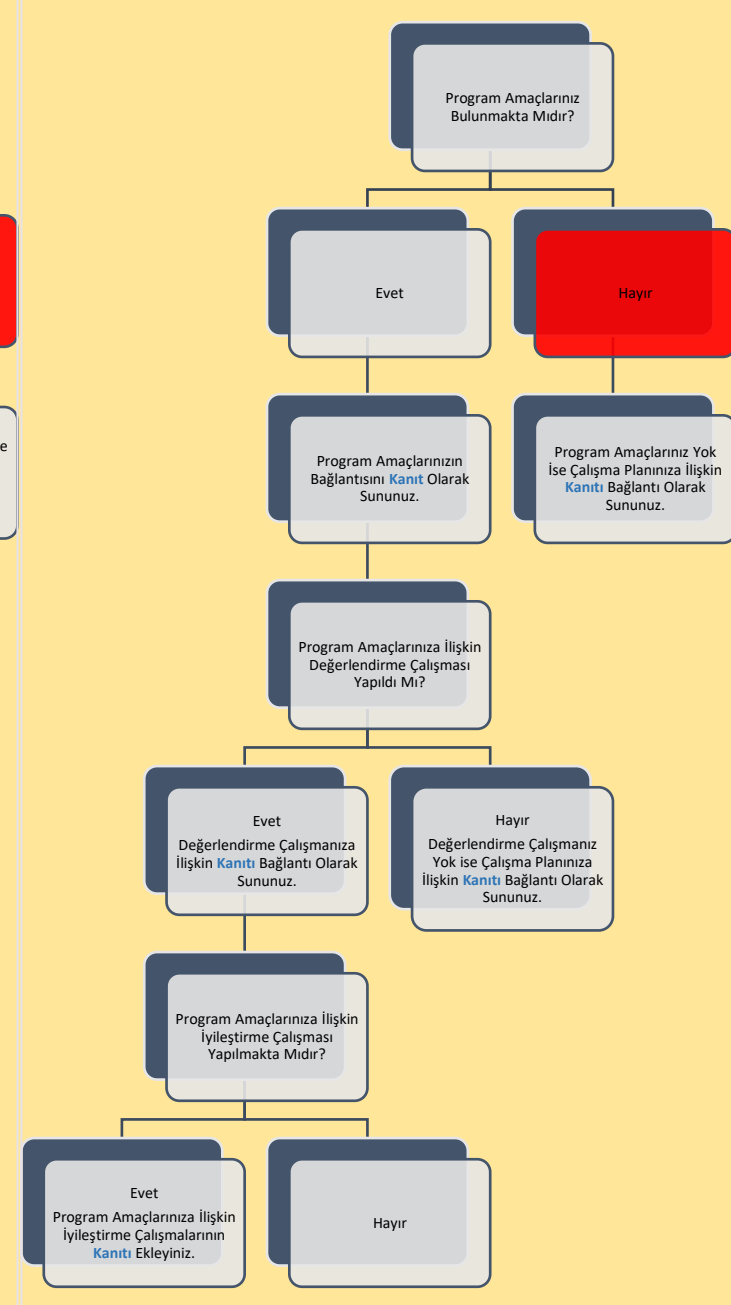 Program Amaçlarınız
Bulunmakta Mıdır?
Evet
Hayır
e
Program Amaçlarınızın
Bağlantısını Kanıt Olarak
Sununuz.
Program Amaçlarınız Yok
İse Çalışma Planınıza İlişkin
Kanıtı Bağlantı Olarak
Sununuz.
Program Amaçlarınıza İlişkin
Değerlendirme Çalışması
Yapıldı Mı?
Evet
Değerlendirme Çalışmanıza
İlişkin Kanıtı Bağlantı Olarak
Sununuz.
Hayır
Değerlendirme Çalışmanız
Yok ise Çalışma Planınıza
İlişkin Kanıtı Bağlantı Olarak
Sununuz.
Program Amaçlarınıza İlişkin
İyileştirme Çalışması
Yapılmakta Mıdır?
Evet
Program Amaçlarınıza İlişkin
İyileştirme Çalışmalarının
Kanıtı Ekleyiniz.
Hayır